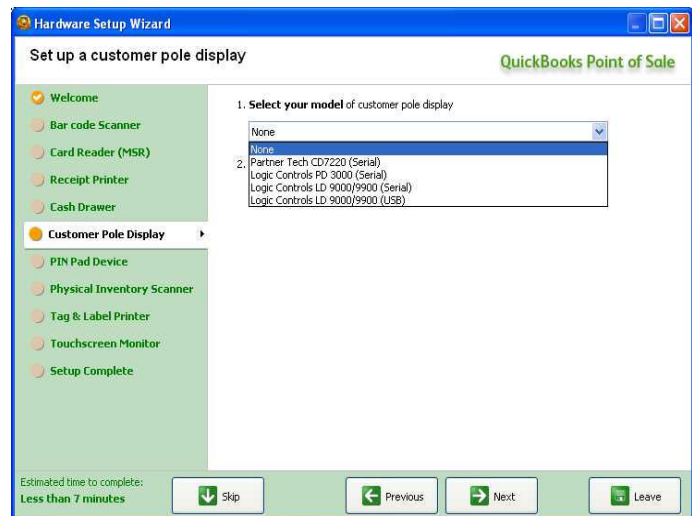 Hardware Setup Wizard
Set up a customer pole display
QuickBooks Point of Sale
Welcome
Bar code Scanner
Card Reader (MSR)
Receipt Printer
Cash Drawer
Customer Pole Display
PIN Pad Device
Physical Inventory Scanner
Tag & Label Printer
Touchscreen Monitor
Setup Complete
1. Select your model of customer pole display
None
None
2.
Partner Tech CD7220 (Serial)
Logic Controls PD 3000 (Serial)
Logic Controls LD 9000/9900 (Serial)
Logic Controls LD 9000/9900 (USB)
Estimated time to complete:
Less than 7 minutes
Skip
Previous
Next
Leave